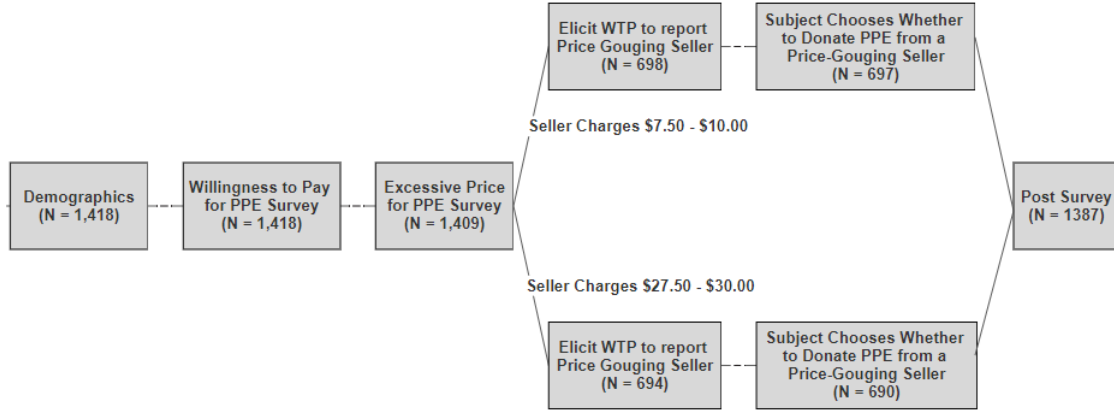 Demographics
(N = 1,418)
Willingness to Pay
for PPE Survey
(N = 1,418)
Excessive Price
for PPE Survey
(N = 1,409)
Elicit WTP to report
Price Gouging Seller
(N = 698)
Subject Chooses Whether
to Donate PPE from a
Price-Gouging Seller
(N = 697)
Seller Charges $7.50 - $10.00
Seller Charges $27.50 - $30.00
Elicit WTP to report
Price Gouging Seller
(N = 694)
Subject Chooses Whether
to Donate PPE from a
Price-Gouging Seller
(N = 690)
Post Survey
(N = 1387)